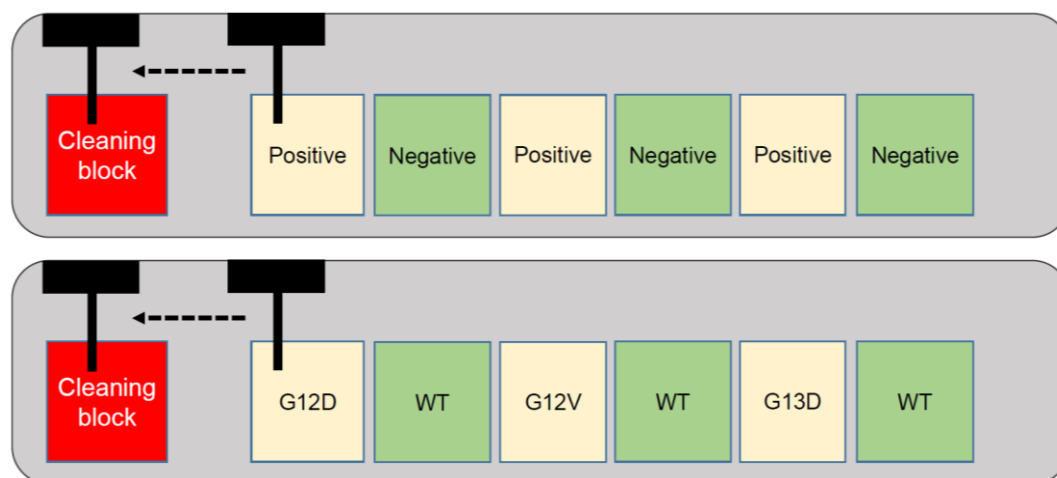 Cleaning
block
Positive
Negative
Positive
Negative
Positive
Negative
Cleaning
block
G12D
WT
G12V
WT
G13D
WT